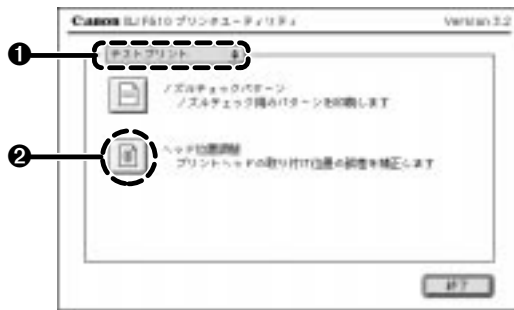 Canon BJ F610 プリンタユーティリティ Version 3.2
❶ テストプリント
ノズルチェックパターン
ノズルチェック用のパターンを印刷します
❷ ヘッド位置調整
プリントヘッドの取り付け位置の誤差を補正します
終了